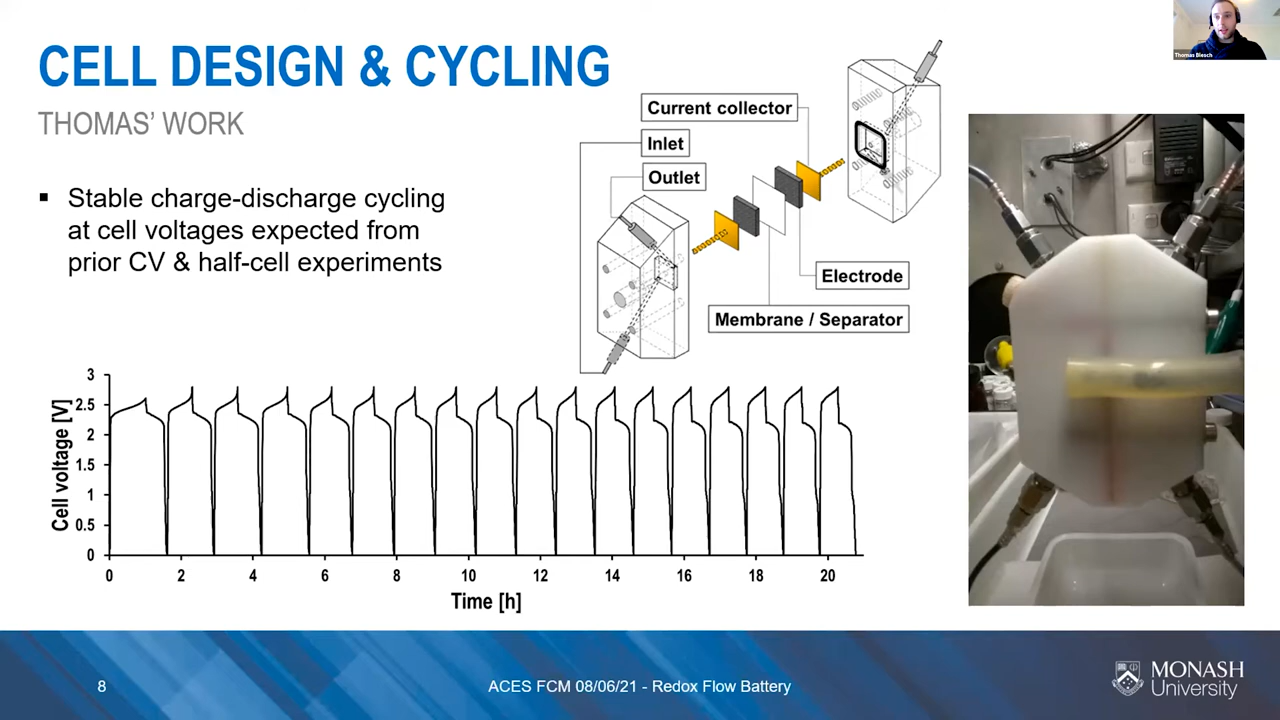 Thomas Blesch
CELL DESIGN & CYCLING
THOMAS’ WORK
▪ Stable charge-discharge cycling
at cell voltages expected from
prior CV & half-cell experiments
Current collector
Inlet
Outlet
Electrode
Membrane / Separator
Cell voltage [V]
3
2.5
2
1.5
1
0.5
0
0 2 4 6 8 10 12 14 16 18 20
Time [h]
8
ACES FCM 08/06/21 - Redox Flow Battery
MONASH
University